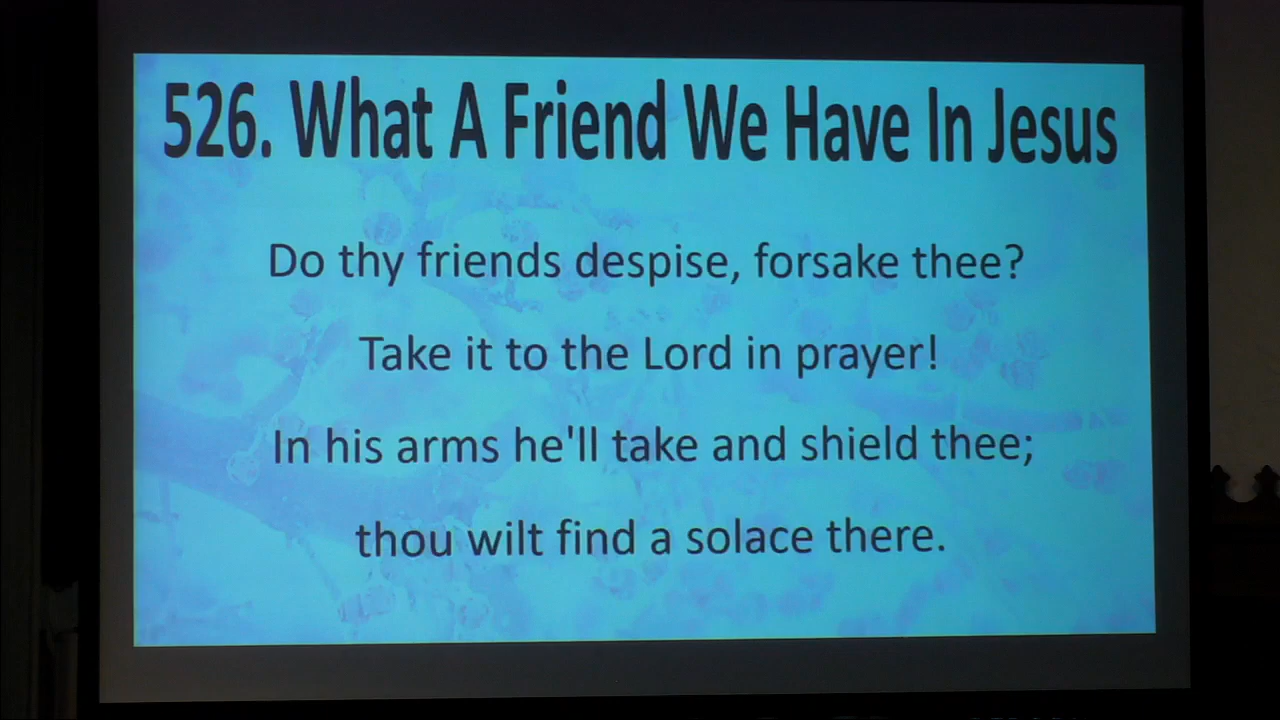 526. What A Friend We Have In Jesus
Do thy friends despise, forsake thee?
Take it to the Lord in prayer!
In his arms he'll take and shield thee;
thou wilt find a solace there.